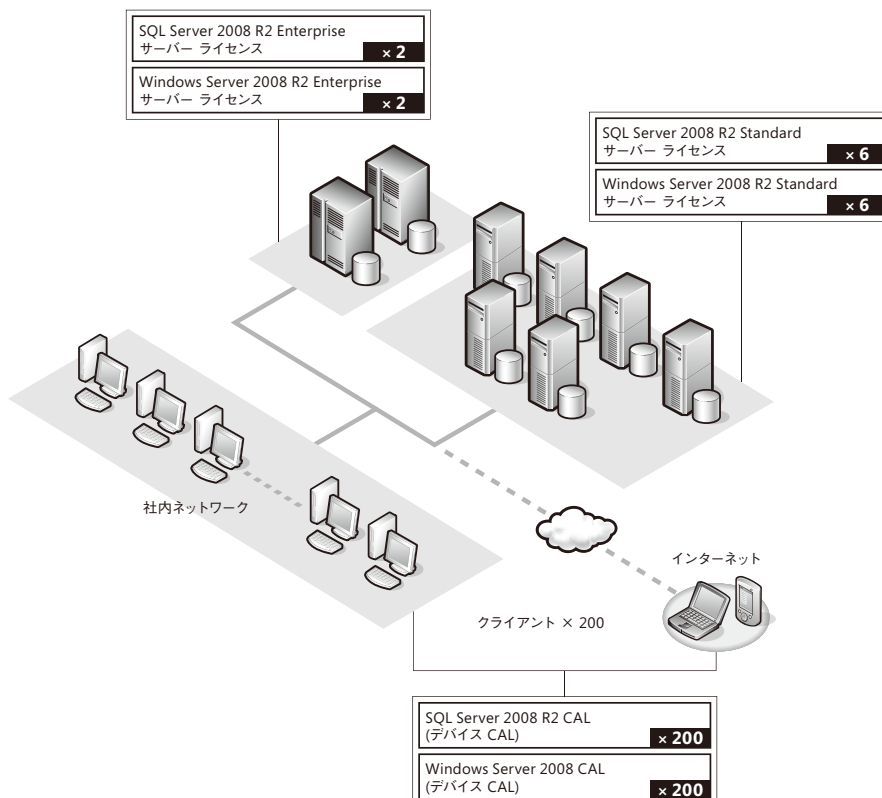 SQL Server 2008 R2 Enterprise
サーバー ライセンス
× 2
Windows Server 2008 R2 Enterprise
サーバー ライセンス
× 2
SQL Server 2008 R2 Standard
サーバー ライセンス
× 6
Windows Server 2008 R2 Standard
サーバー ライセンス
× 6
社内ネットワーク
インターネット
クライアント × 200
SQL Server 2008 R2 CAL
(デバイス CAL)
× 200
Windows Server 2008 CAL
(デバイス CAL)
× 200